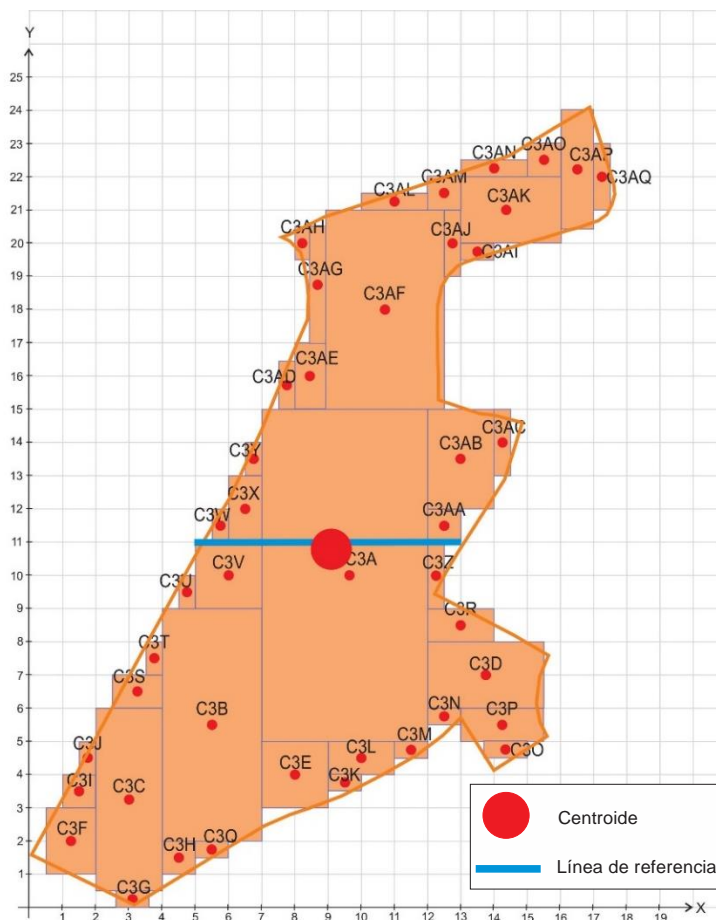 Y
25
24
23
22
21
20
19
18
17
16
15
14
13
12
11
10
9
8
7
6
5
4
3
2
1
C3AN
C3AO
C3AP
C3AQ
C3AM
C3AL
C3AK
C3AH
C3AJ
C3AI
C3AG
C3AF
C3AE
C3AD
C3AC
C3Y
C3AB
C3X
C3W
C3AA
C3V
C3A
C3Z
C3U
C3R
C3T
C3D
C3S
C3B
C3N
C3P
C3J
C3M
C3L
C3O
C3E
C3I
C3C
C3K
C3F
C3H
C3Q
C3G
Centroide
Línea de referencia
1 2 3 4 5 6 7 8 9 10 11 12 13 14 15 16 17 18 19 X